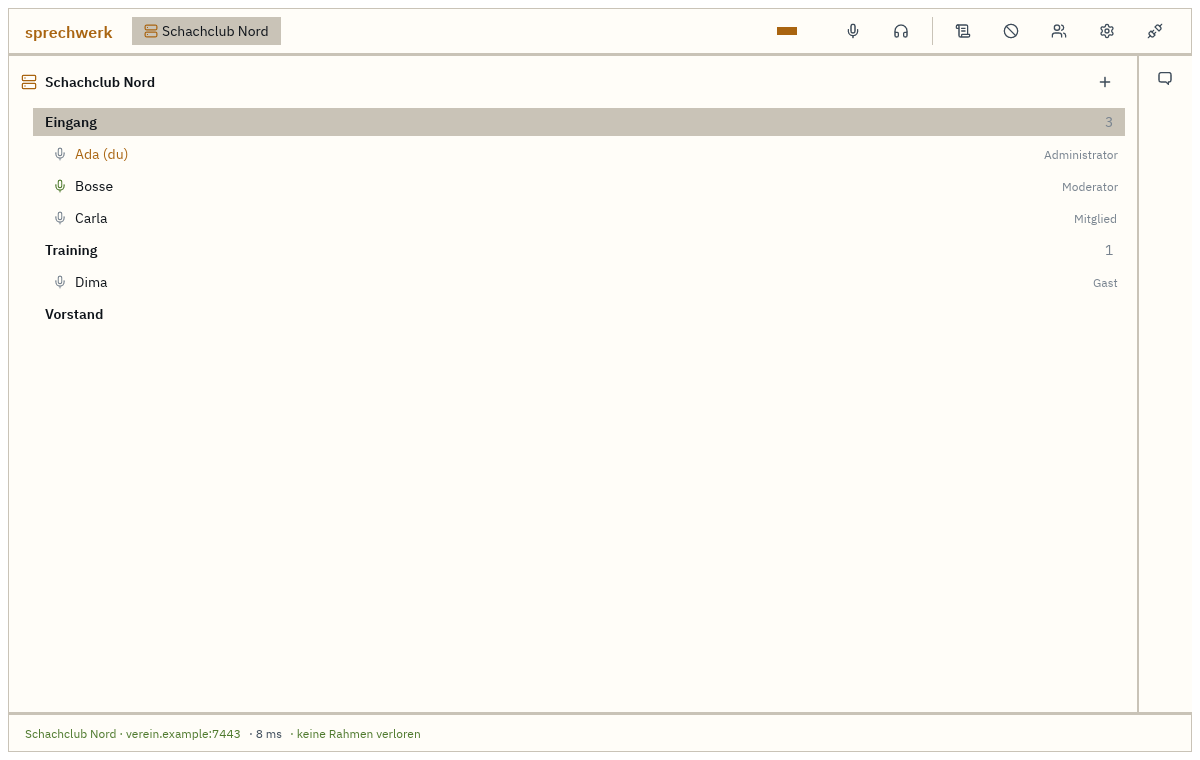 sprechwerk Schachclub Nord
Schachclub Nord
Eingang 3
Ada (du) Administrator
Bosse Moderator
Carla Mitglied
Training 1
Dima Gast
Vorstand
Schachclub Nord · verein.example:7443 · 8 ms · keine Rahmen verloren